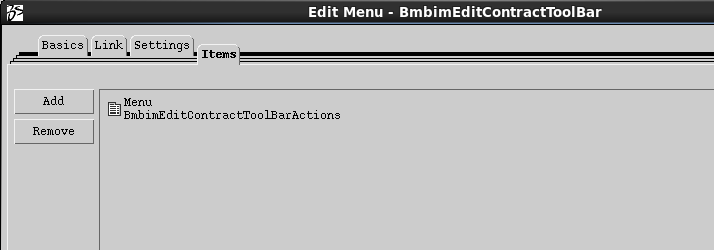 Edit Menu - BmbimEditContractToolBar
Basics Link Settings Items
Add
Menu
BmbimEditContractToolBarActions
Remove